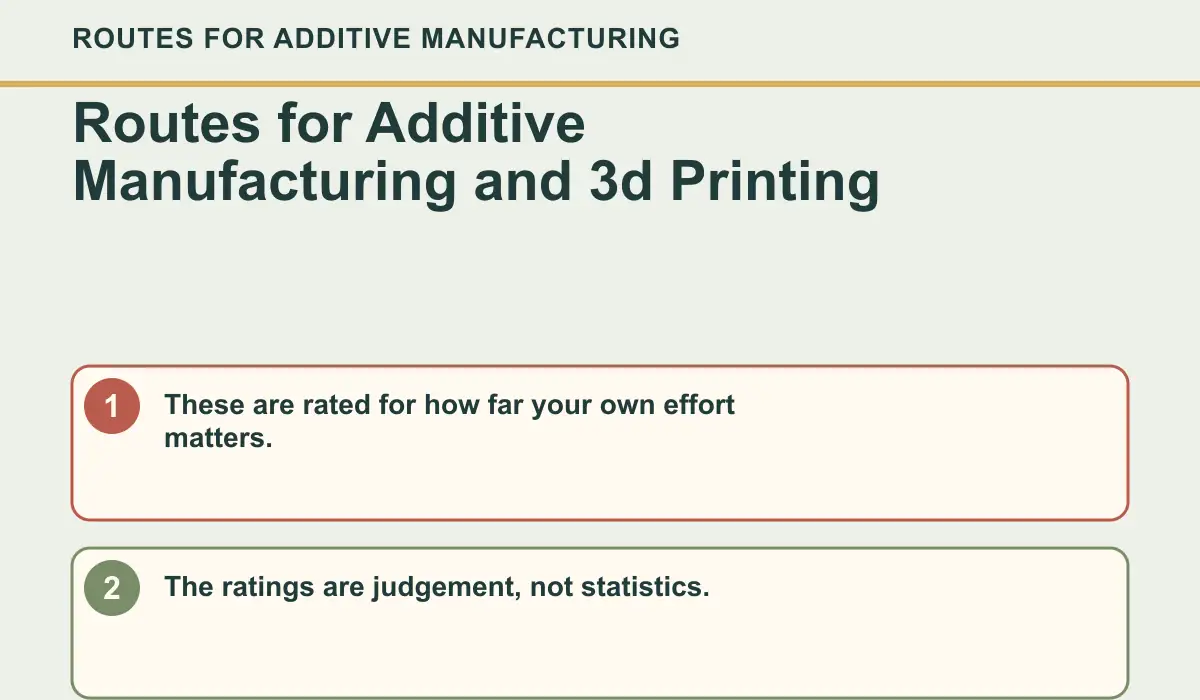 ROUTES FOR ADDITIVE MANUFACTURING
Routes for Additive
Manufacturing and 3d Printing
1
These are rated for how far your own effort
matters.
2
The ratings are judgement, not statistics.